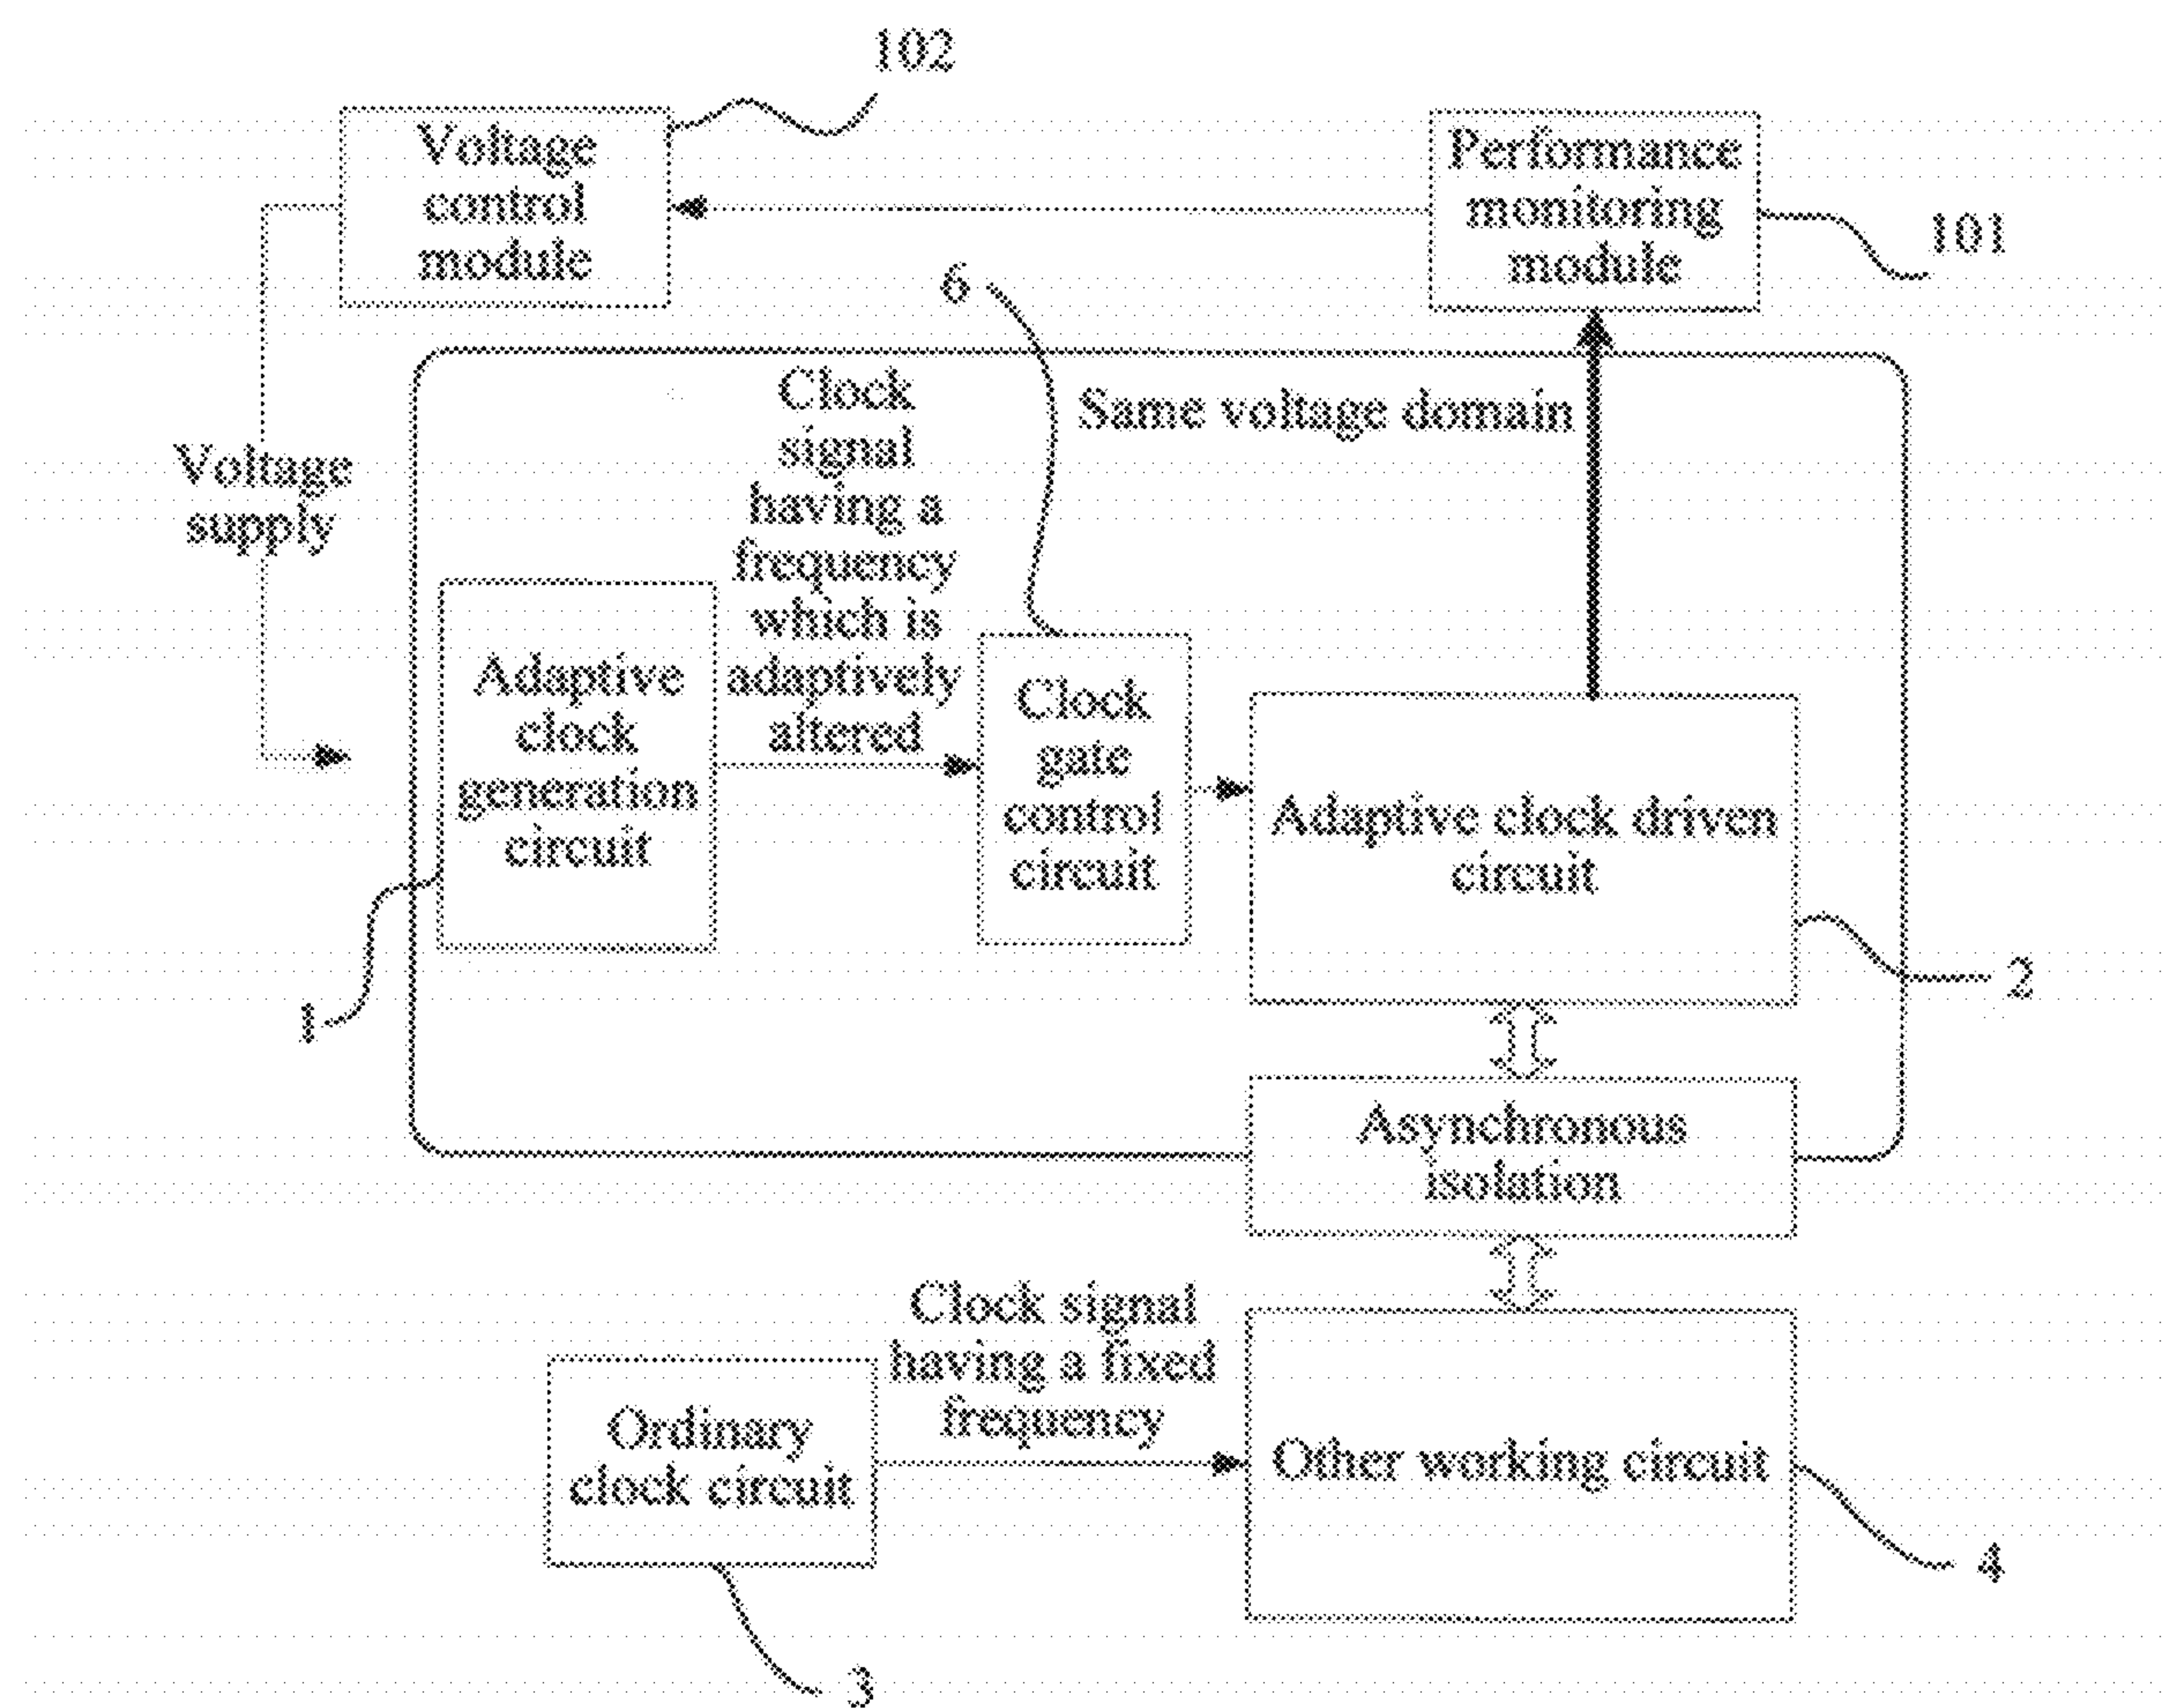 102
Voltage
control
module
Performance
monitoring
module
101
6
Same voltage domain
Clock
signal
having a
frequency
which is
adaptively
altered
Voltage
supply
Adaptive
clock
generation
circuit
Clock
gate
control
circuit
Adaptive clock driven
circuit
1
2
Asynchronous
isolation
Clock signal
having a fixed
frequency
Ordinary
clock circuit
Other working circuit
3
4